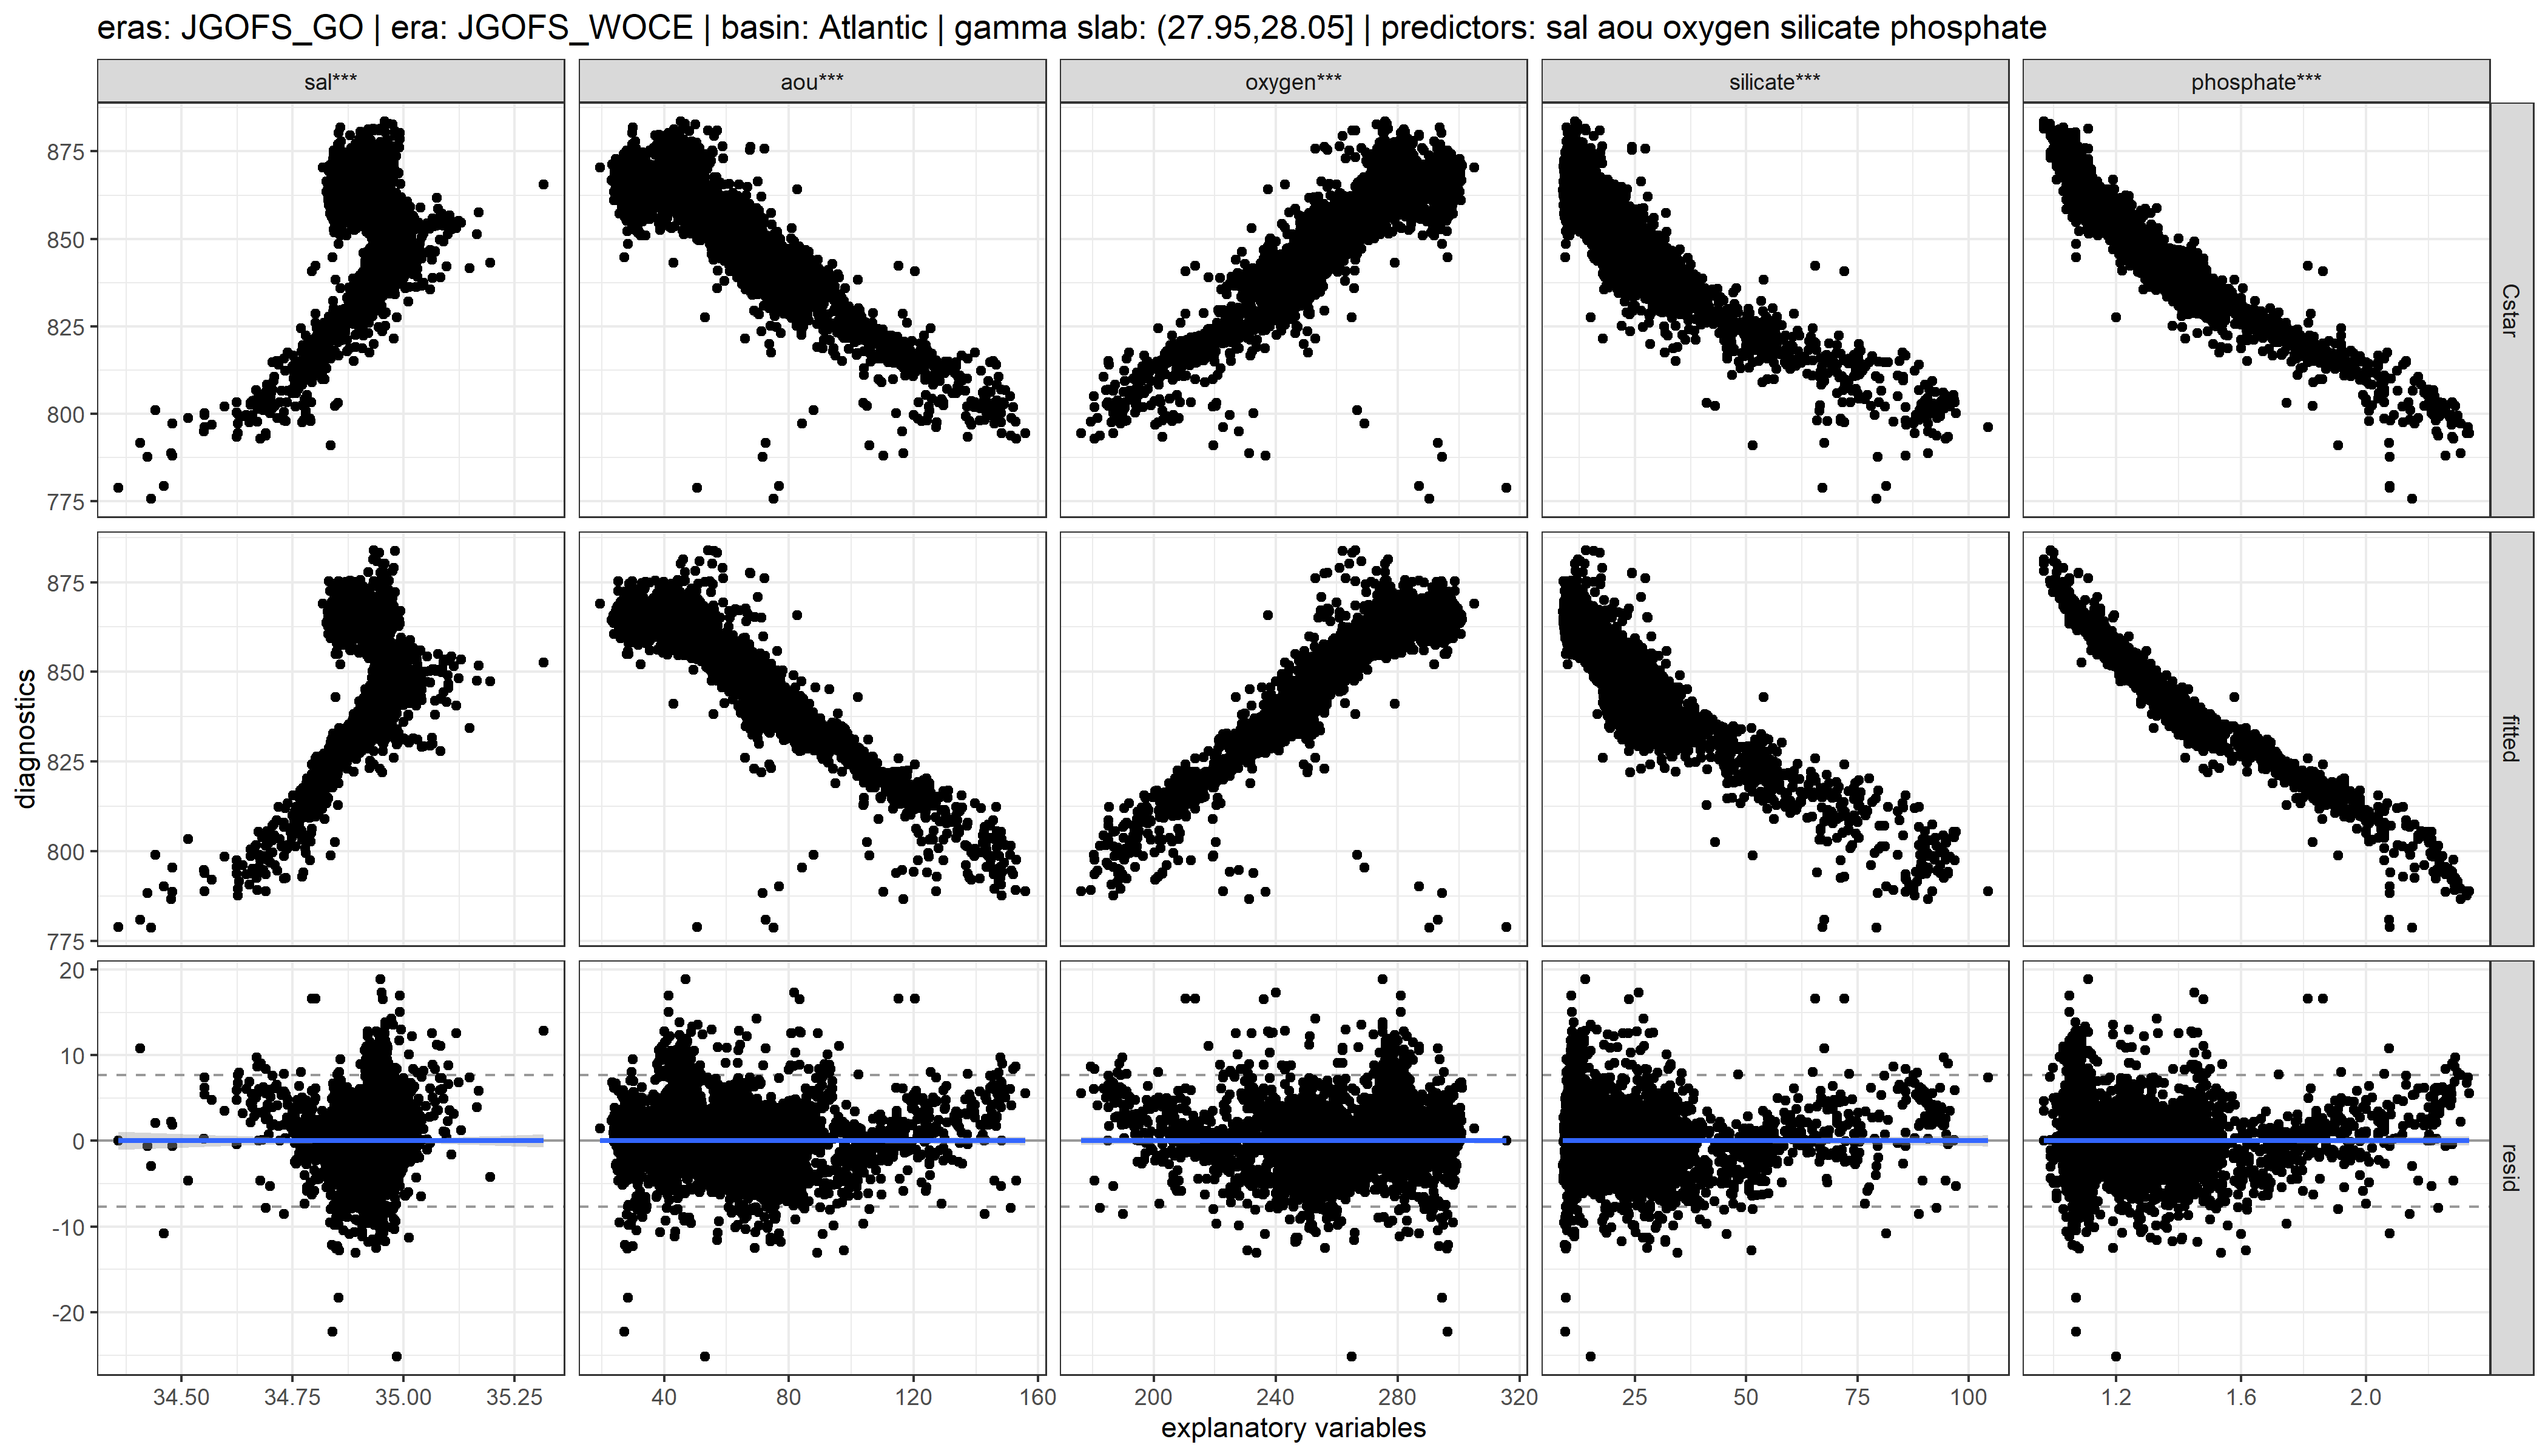 eras: JGOFS_GO | era: JGOFS_WOCE | basin: Atlantic | gamma slab: (27.95,28.05] | predictors: sal aou oxygen silicate phosphate
sal*** aou*** oxygen*** silicate*** phosphate***
875
850
825
800
775
Cstar
875
850
825
800
775
fitted
diagnostics
20
10
0
-10
-20
resid
34.50 34.75 35.00 35.25 40 80 120 160 200 240 280 320 25 50 75 100 1.2 1.6 2.0
explanatory variables